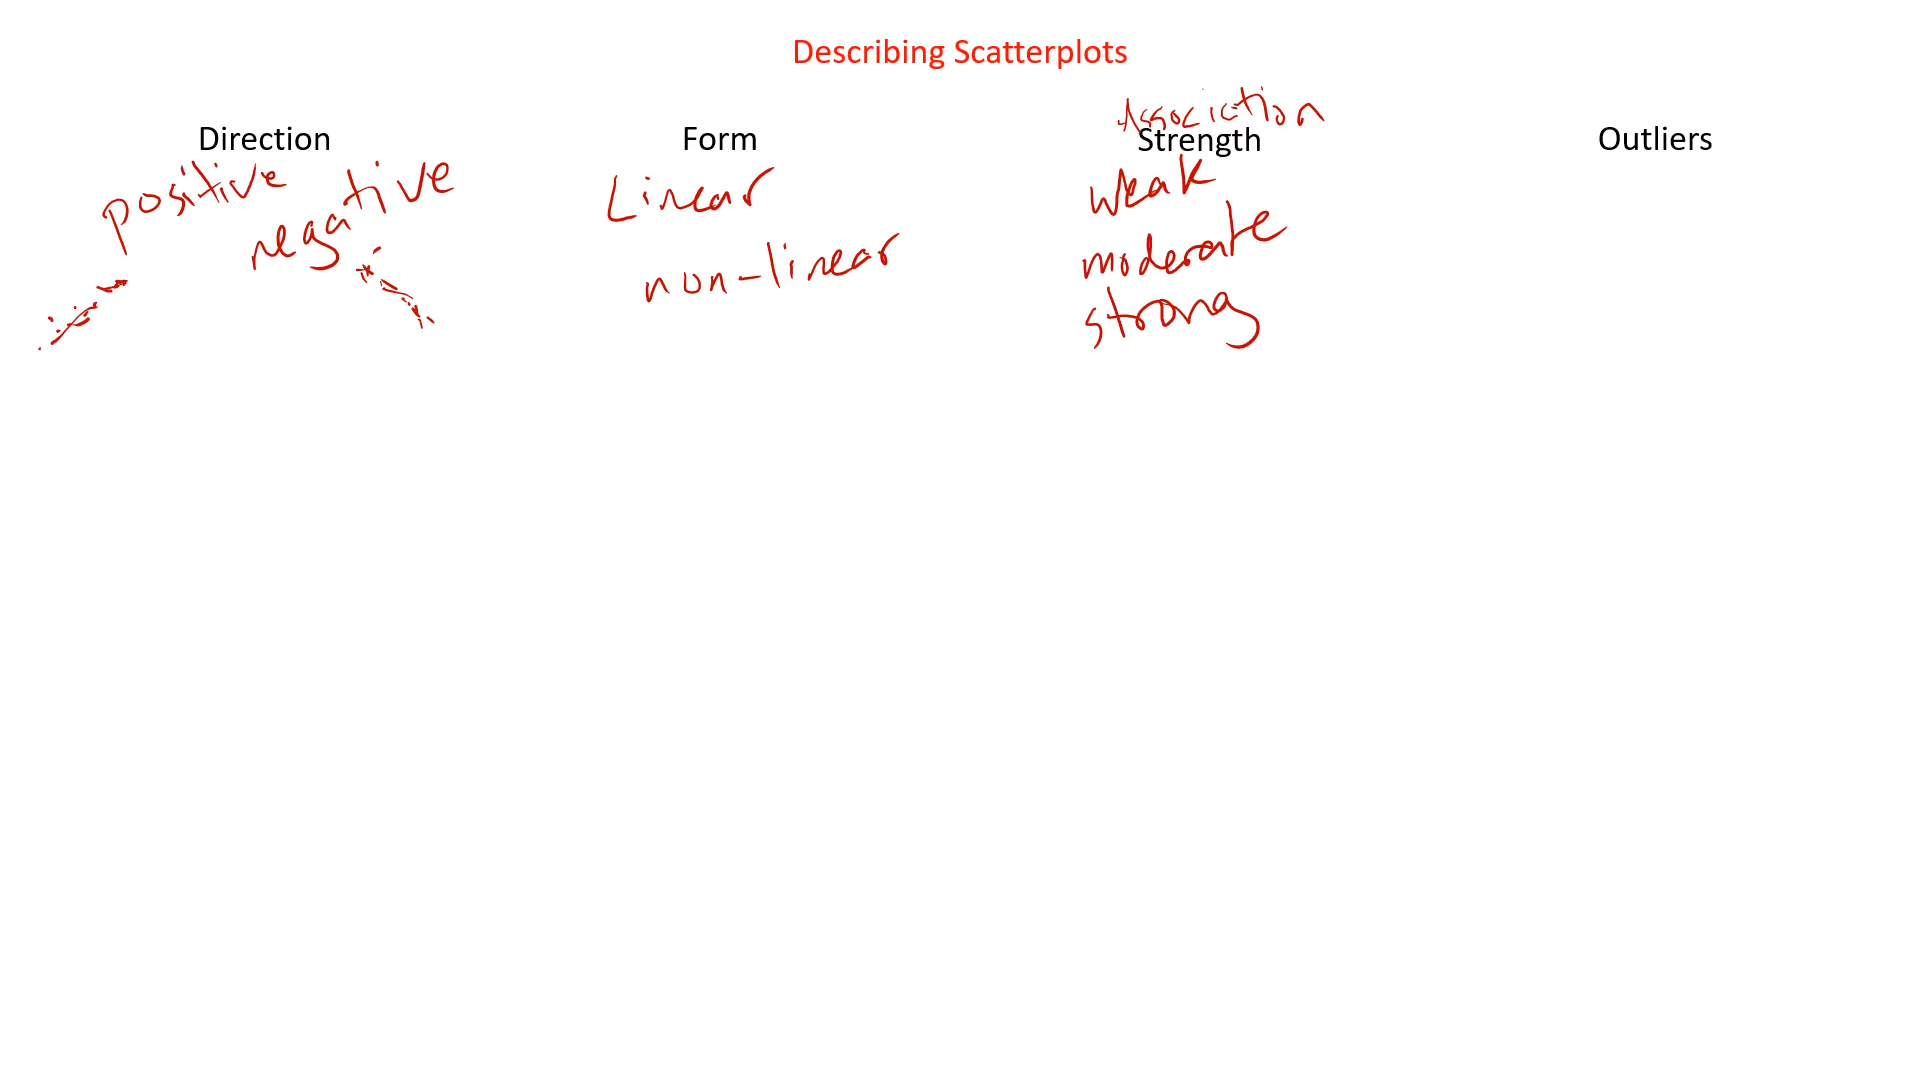 Describing Scatterplots
Direction
positive
negative
Form
Linear
non-linear
Association
Strength
weak
moderate
strong
Outliers